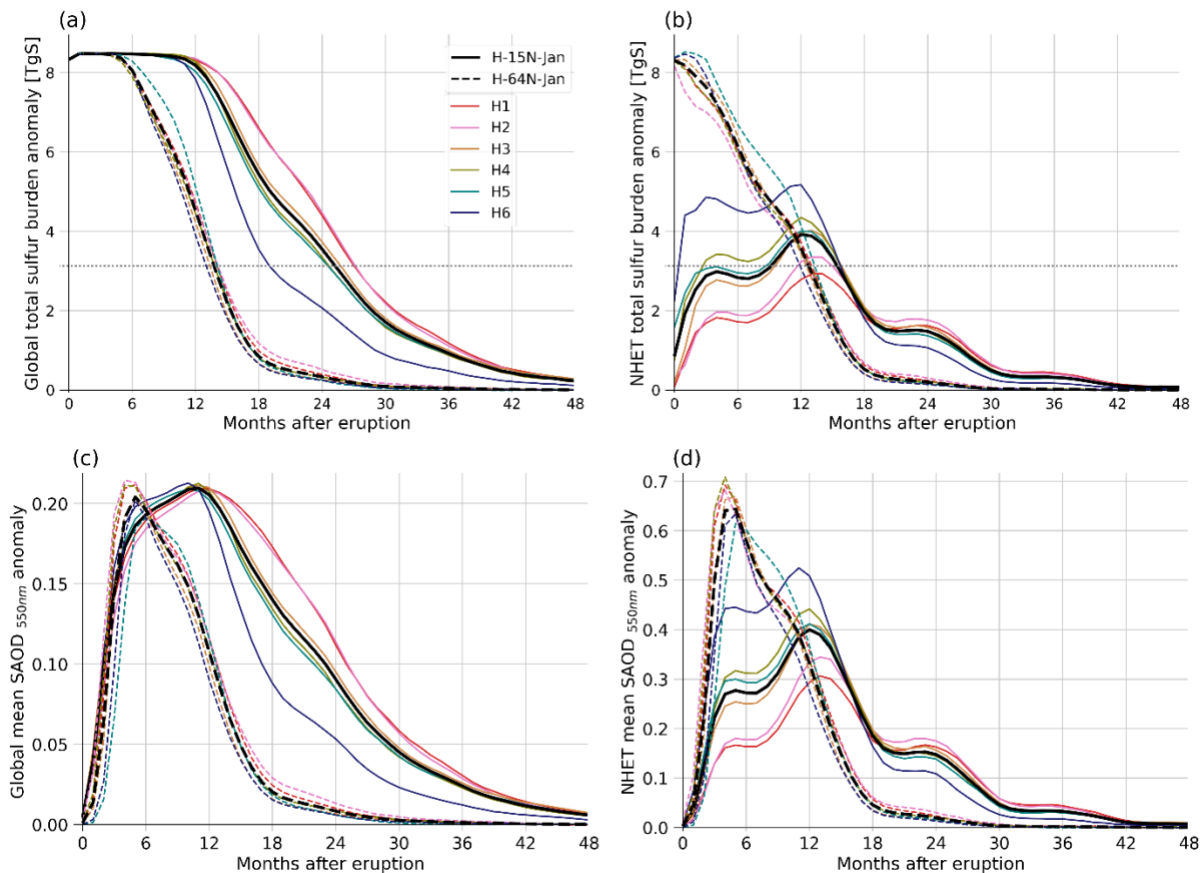 (a)
Global total sulfur burden anomaly [TgS]
8
6
4
2
0
H-15N-Jan
H-64N-Jan
H1
H2
H3
H4
H5
H6
0 6 12 18 24 30 36 42 48
Months after eruption
(b)
NHET total sulfur burden anomaly [TgS]
8
6
4
2
0
0 6 12 18 24 30 36 42 48
Months after eruption
(c)
Global mean SAOD 550nm anomaly
0.20
0.15
0.10
0.05
0.00
0 6 12 18 24 30 36 42 48
Months after eruption
(d)
NHET mean SAOD 550nm anomaly
0.7
0.6
0.5
0.4
0.3
0.2
0.1
0.0
0 6 12 18 24 30 36 42 48
Months after eruption